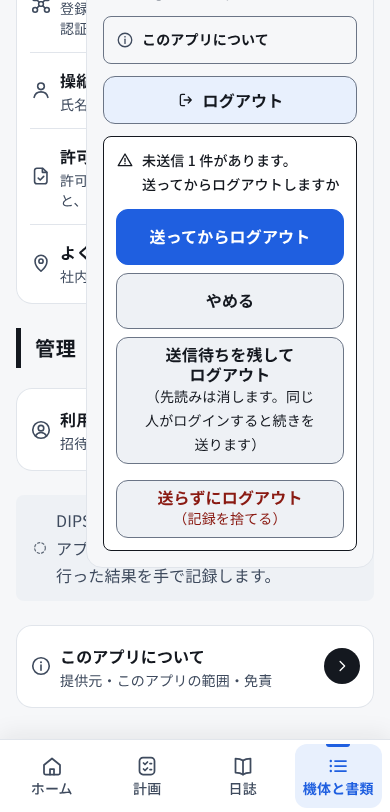 このアプリについて
ログアウト
未送信 1 件があります。
送ってからログアウトしますか
送ってからログアウト
やめる
送信待ちを残して
ログアウト
（先読みは消します。同じ
人がログインすると続きを
送ります）
送らずにログアウト
（記録を捨てる）
登録
認証
操縦
氏名
許可
許可
と、
よく
社内
管理
利用
招待
DIPS
アプ
行った結果を手で記録します。
このアプリについて
提供元・このアプリの範囲・免責
ホーム
計画
日誌
機体と書類